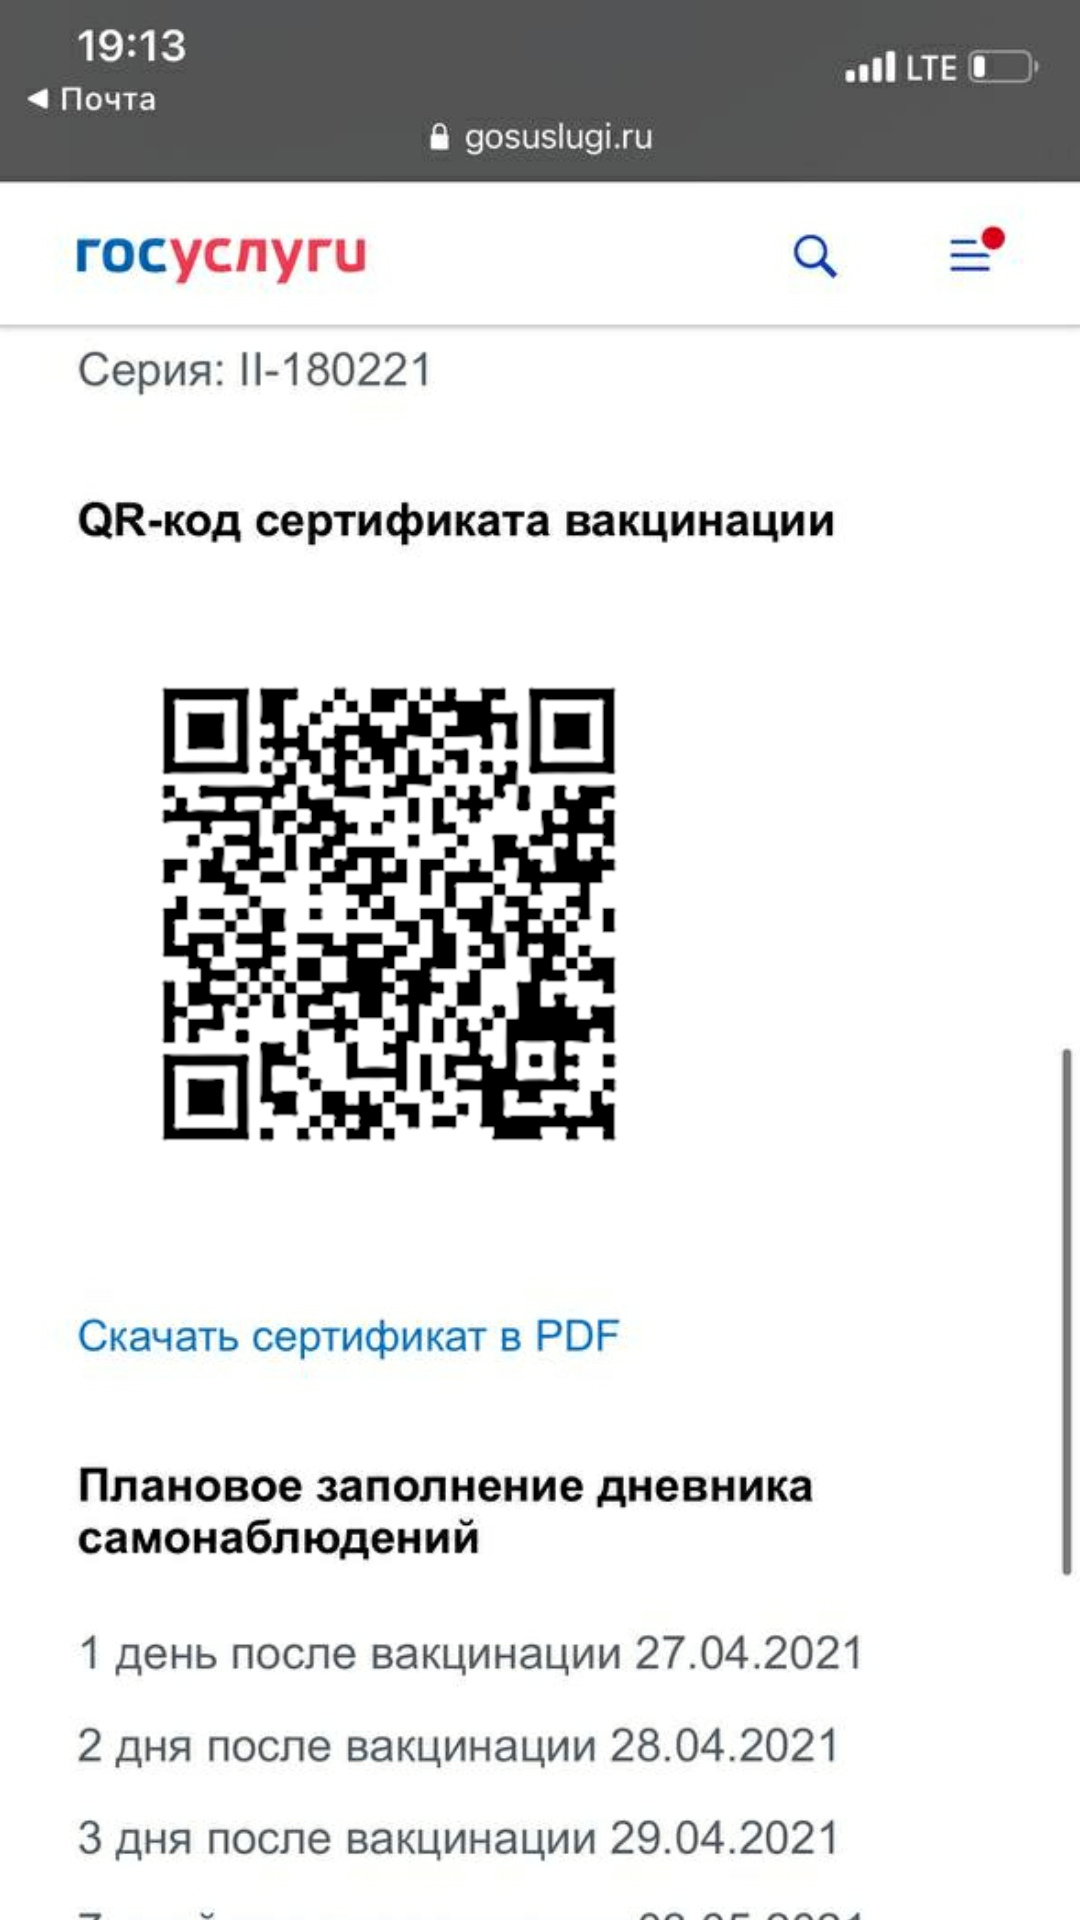 19:13
LTE
◀ Почта
gosuslugi.ru
госуслуги
Серия: II-180221
QR-код сертификата вакцинации
Скачать сертификат в PDF
Плановое заполнение дневника
самонаблюдений
1 день после вакцинации 27.04.2021
2 дня после вакцинации 28.04.2021
3 дня после вакцинации 29.04.2021